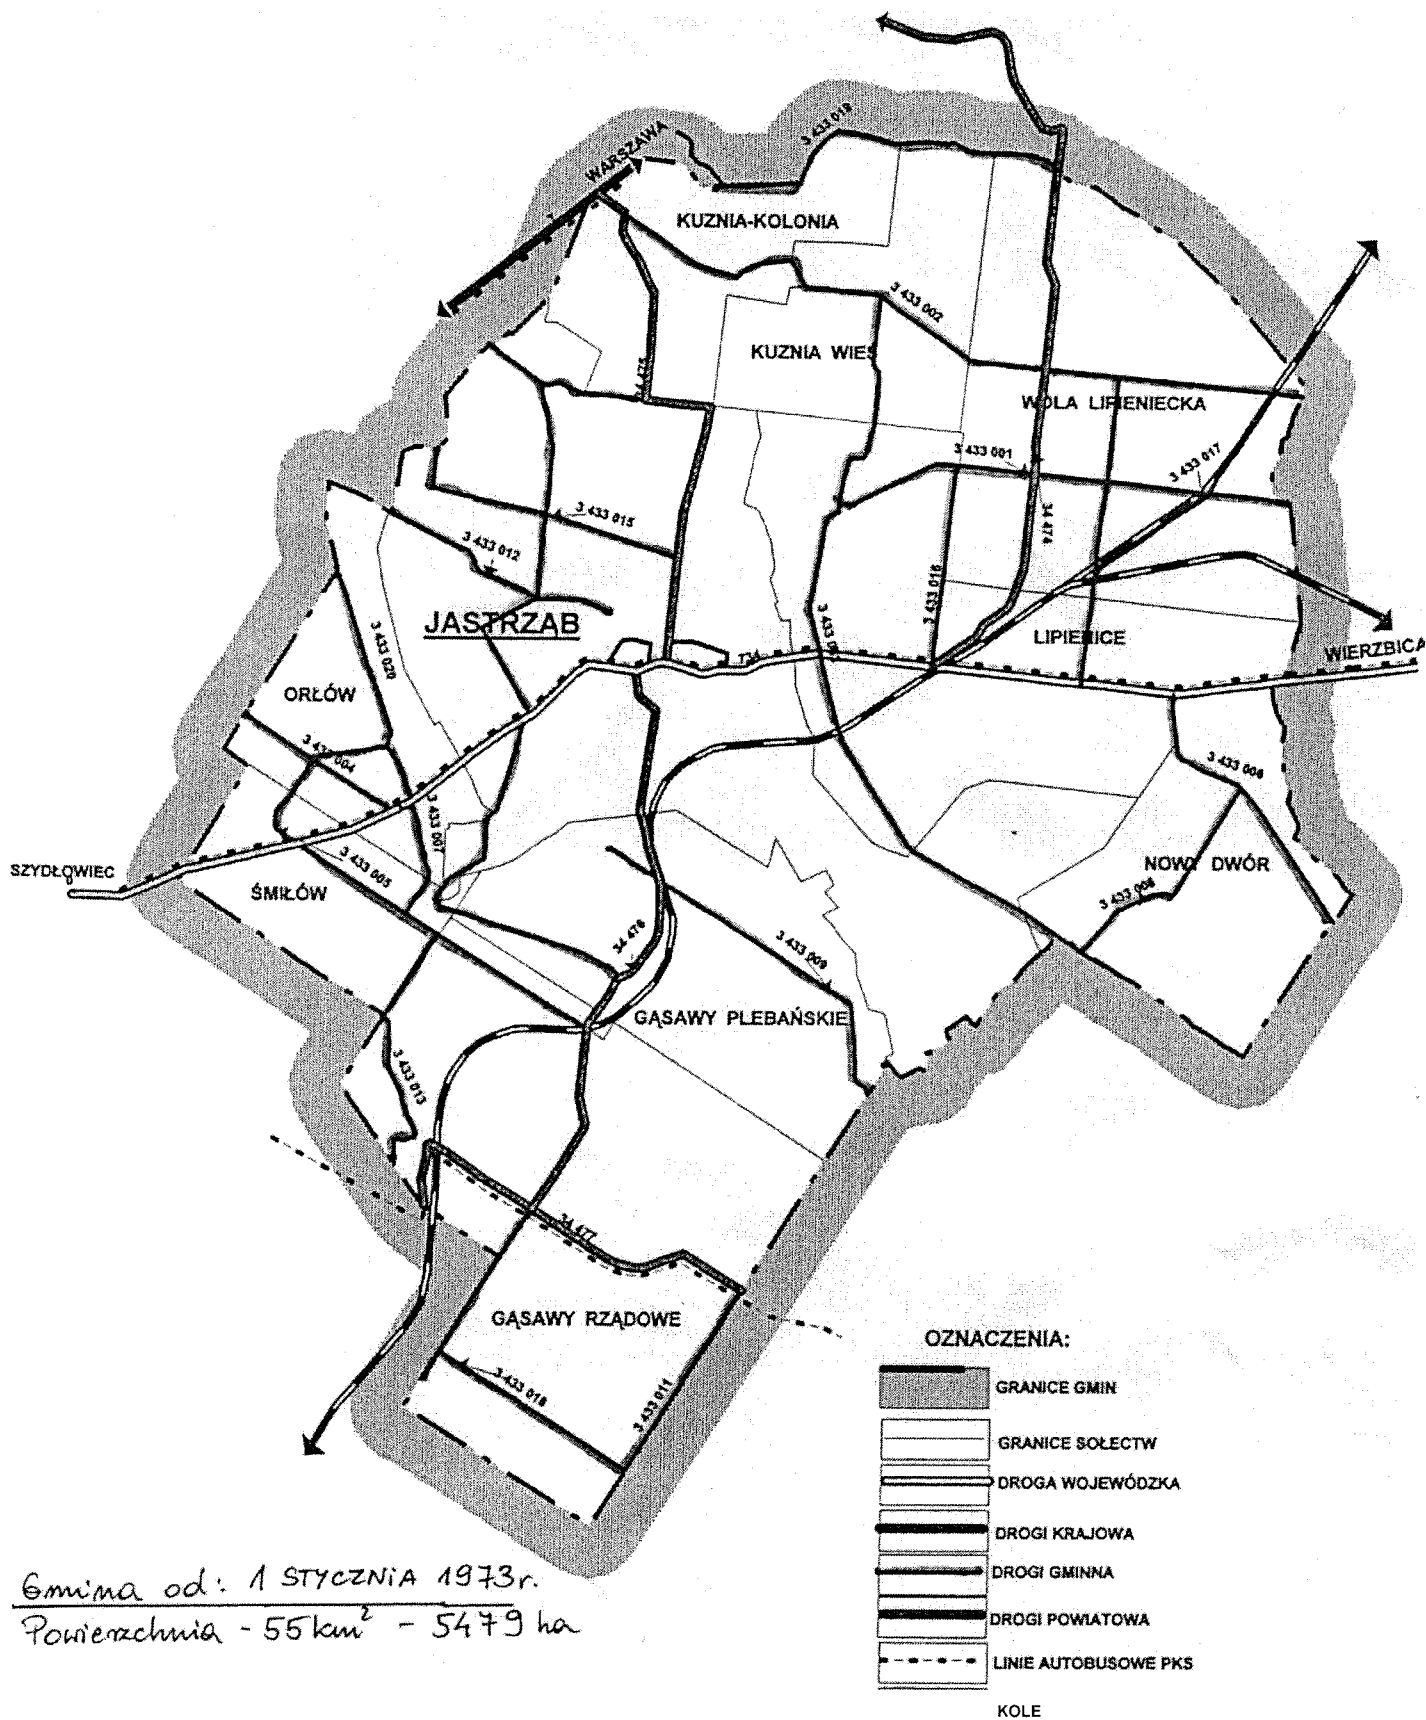 WARSZAWA
3 433 019
KUZNIA-KOLONIA
3 433 002
KUZNIA WIEŚ
34 475
WOLA LIPIENIECKA
3 433 001
3 433 017
34 474
3 433 015
3 433 012
3 433 016
JASTRZĄB
3 433 020
734
LIPIENICE
WIERZBICA
ORŁÓW
3 433 004
3 433 007
3 433 006
SZYDŁOWIEC
3 433 005
ŚMIŁÓW
NOWY DWÓR
3 433 008
34 476
3 433 009
GĄSAWY PLEBAŃSKIE
3 433 013
34 477
GĄSAWY RZĄDOWE
3 433 018
3 433 011
OZNACZENIA:
GRANICE GMIN
GRANICE SOŁECTW
DROGA WOJEWÓDZKA
DROGI KRAJOWA
DROGI GMINNA
DROGI POWIATOWA
LINIE AUTOBUSOWE PKS
KOLE
Gmina od: 1 STYCZNIA 1973r.
Powierzchnia - 55 km² - 5479 ha